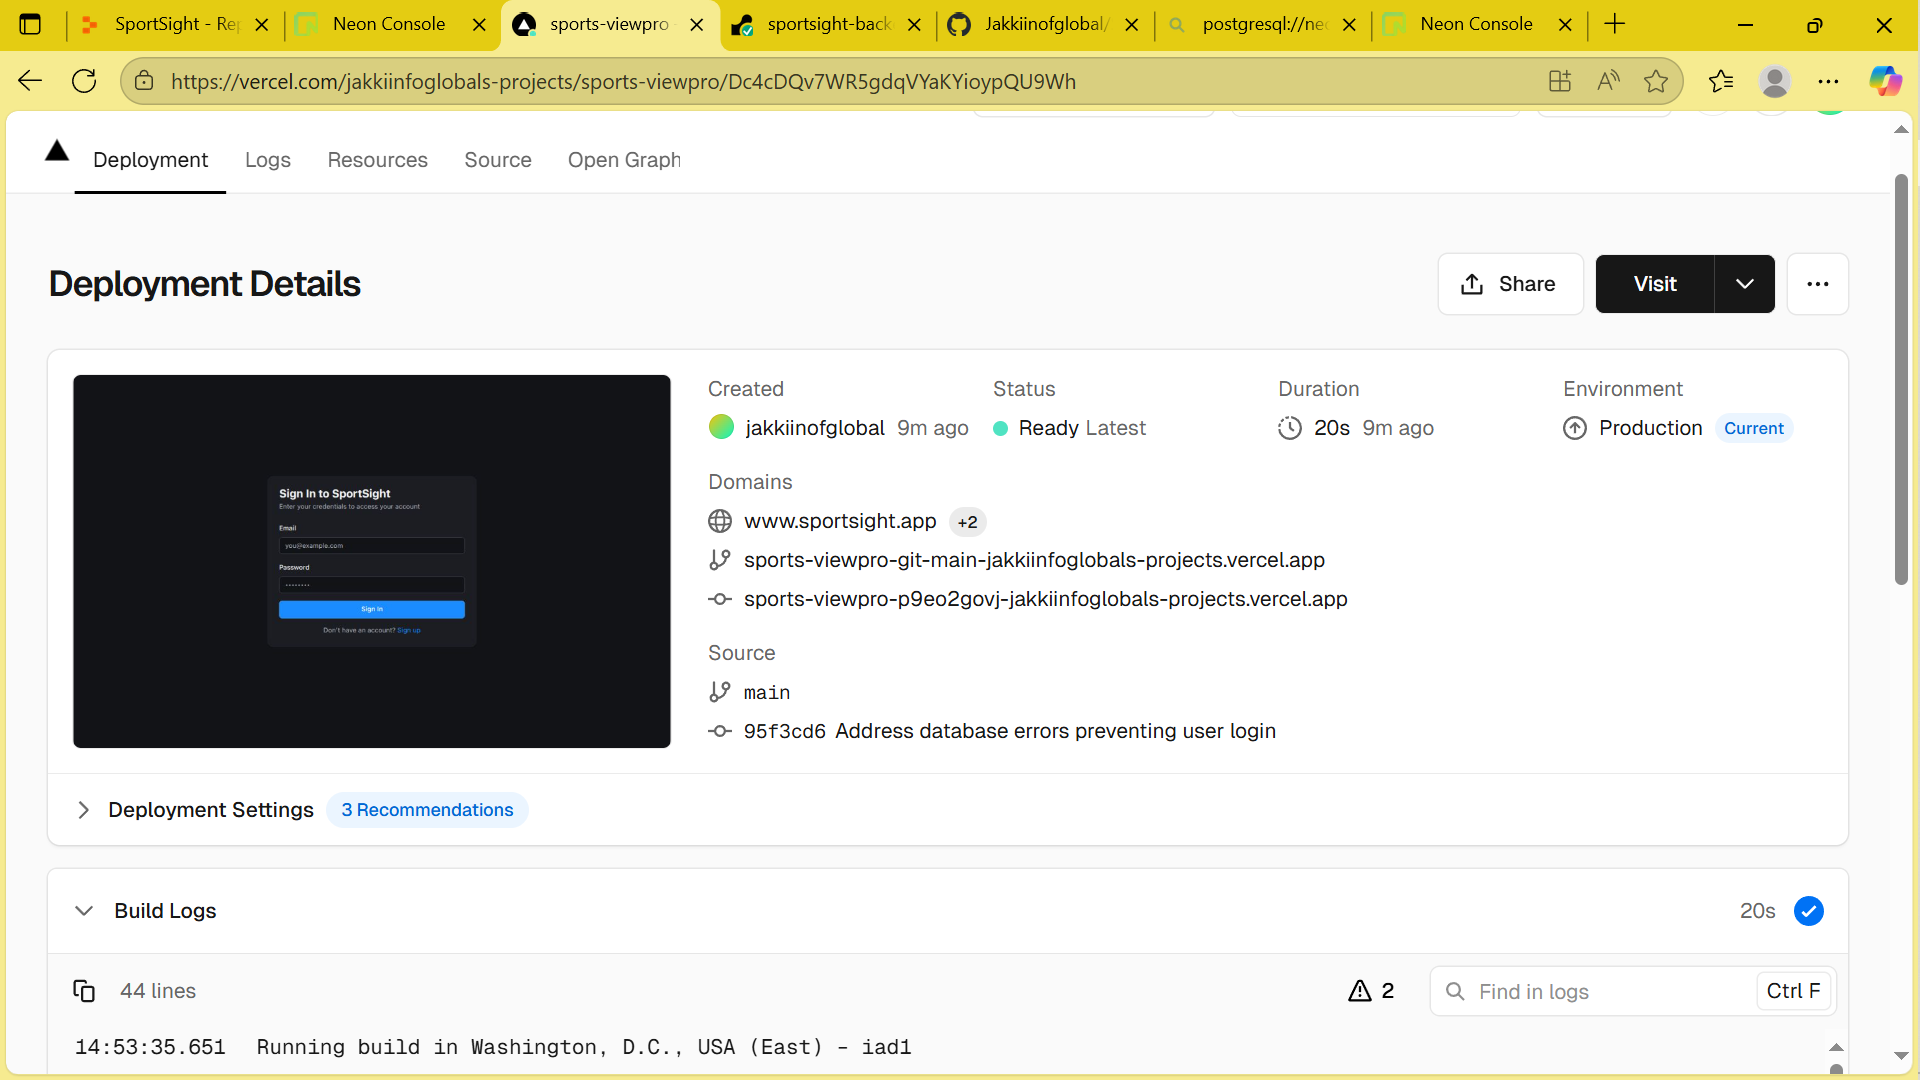 SportSight - Rep
Neon Console
sports-viewpro -
sportsight-back
Jakkiinofglobal/
postgresql://neo
Neon Console
https://vercel.com/jakkiinfoglobals-projects/sports-viewpro/Dc4cDQv7WR5gdqVYaKYioypQU9Wh
Deployment
Logs
Resources
Source
Open Graph
Deployment Details
Share
Visit
Sign In to SportSight
Enter your credentials to access your account
Email
you@example.com
Password
Sign In
Don't have an account? Sign up
Created
Status
Duration
Environment
jakkiinofglobal 9m ago
Ready Latest
20s 9m ago
Production Current
Domains
www.sportsight.app +2
sports-viewpro-git-main-jakkiinfoglobals-projects.vercel.app
sports-viewpro-p9eo2govj-jakkiinfoglobals-projects.vercel.app
Source
main
95f3cd6 Address database errors preventing user login
Deployment Settings 3 Recommendations
Build Logs
20s
44 lines
2
Find in logs
Ctrl F
14:53:35.651 Running build in Washington, D.C., USA (East) – iad1